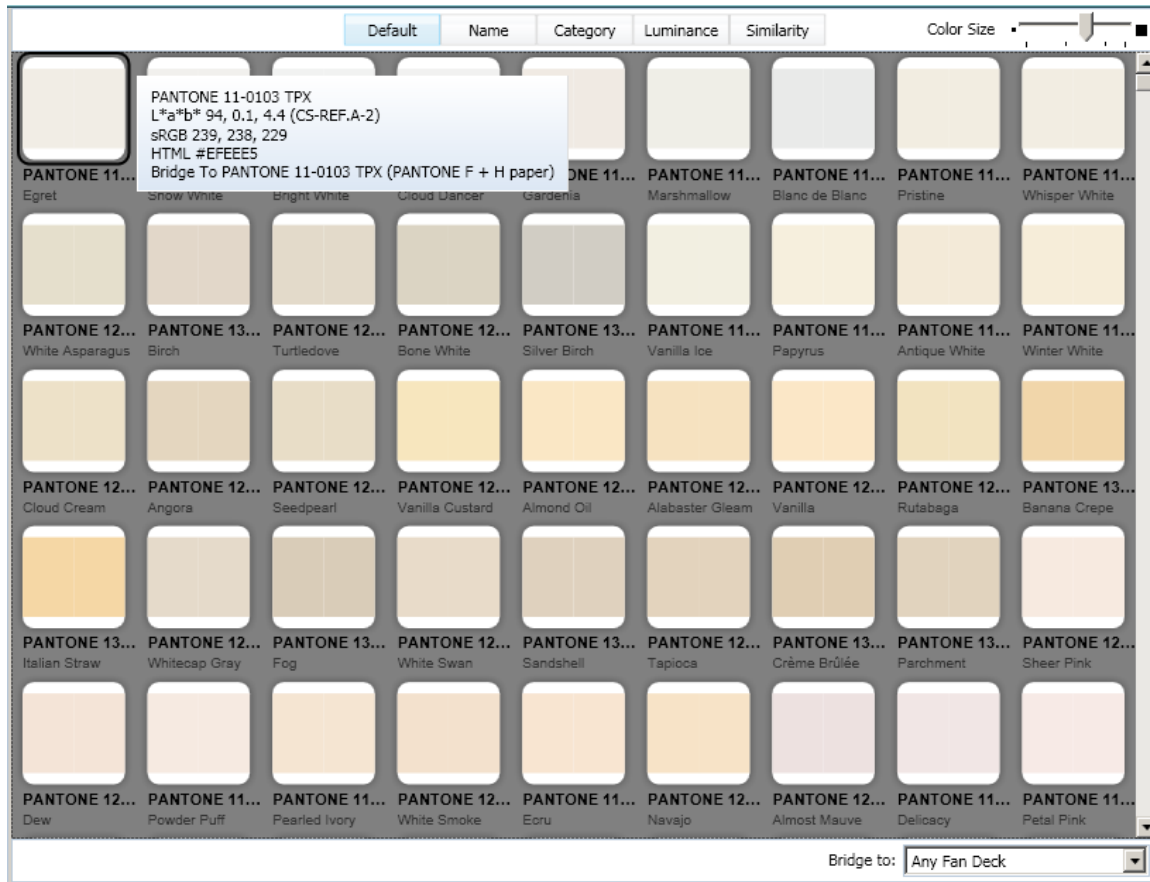 Default Name Category Luminance Similarity Color Size
PANTONE 11-0103 TPX
L*a*b* 94, 0.1, 4.4 (CS-REF.A-2)
sRGB 239, 238, 229
HTML #EFEEE5
Bridge To PANTONE 11-0103 TPX (PANTONE F + H paper)
PANTONE 11... ONE 11... PANTONE 11... PANTONE 11... PANTONE 11... PANTONE 11...
Egret Snow White Bright White Cloud Dancer Gardenia Marshmallow Blanc de Blanc Pristine Whisper White
PANTONE 12... PANTONE 13... PANTONE 12... PANTONE 12... PANTONE 13... PANTONE 11... PANTONE 11... PANTONE 11... PANTONE 11...
White Asparagus Birch Turtledove Bone White Silver Birch Vanilla Ice Papyrus Antique White Winter White
PANTONE 12... PANTONE 12... PANTONE 12... PANTONE 12... PANTONE 12... PANTONE 12... PANTONE 12... PANTONE 12... PANTONE 13...
Cloud Cream Angora Seedpearl Vanilla Custard Almond Oil Alabaster Gleam Vanilla Rutabaga Banana Crepe
PANTONE 13... PANTONE 12... PANTONE 13... PANTONE 12... PANTONE 13... PANTONE 12... PANTONE 13... PANTONE 13... PANTONE 12...
Italian Straw Whitecap Gray Fog White Swan Sandshell Tapioca Crème Brûlée Parchment Sheer Pink
PANTONE 12... PANTONE 11... PANTONE 11... PANTONE 12... PANTONE 11... PANTONE 12... PANTONE 12... PANTONE 11... PANTONE 11...
Dew Powder Puff Pearled Ivory White Smoke Ecru Navajo Almost Mauve Delicacy Petal Pink
Bridge to: Any Fan Deck